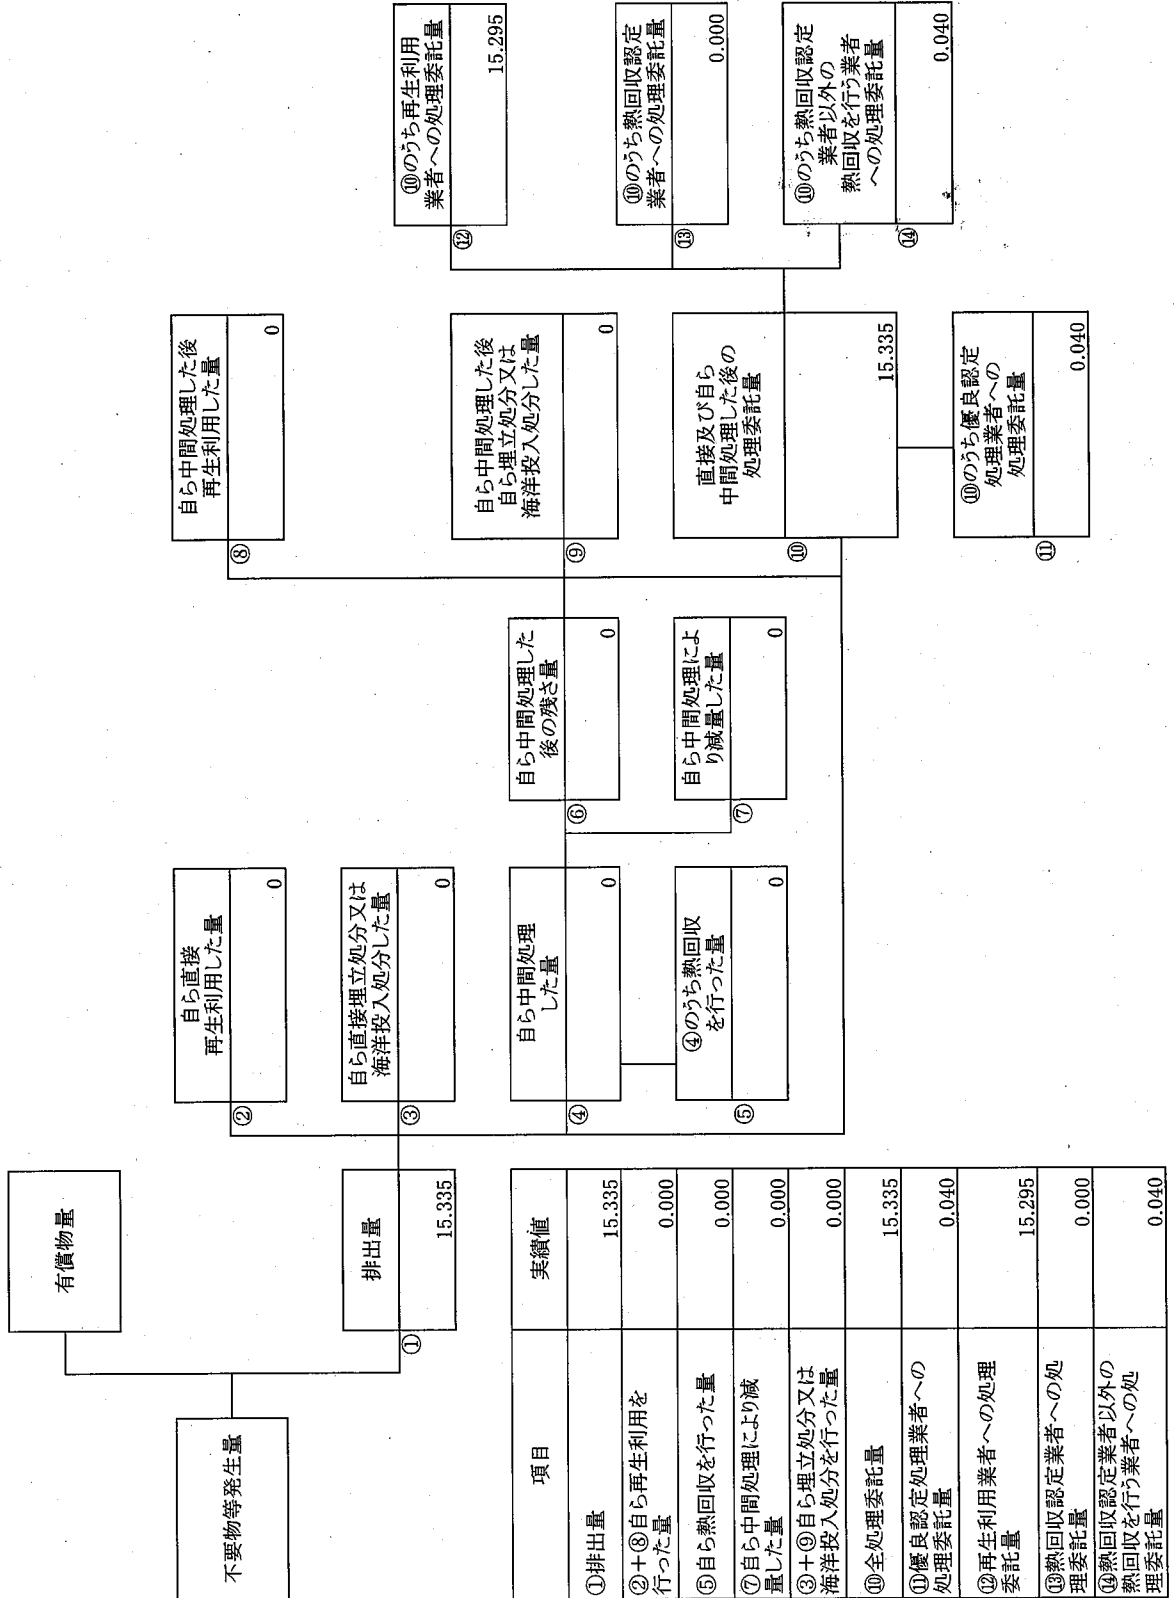 不要物等発生量
有償物量
排出量
①
15.335
自ら直接
再生利用した量
②
0
自ら直接埋立処分又は
海洋投入処分した量
③
0
自ら中間処理
した量
④
0
④のうち熱回収
を行った量
⑤
0
自ら中間処理した
後の残さ量
⑥
0
自ら中間処理によ
り減量した量
⑦
0
自ら中間処理した後
再生利用した量
⑧
0
自ら中間処理した後
自ら埋立処分又は
海洋投入処分した量
⑨
0
直接及び自ら
中間処理した後の
処理委託量
⑩
15.335
⑩のうち優良認定
処理業者への
処理委託量
⑪
0.040
⑩のうち再生利用
業者への処理委託量
⑫
15.295
⑩のうち熱回収認定
業者への処理委託量
⑬
0.000
⑩のうち熱回収認定
業者以外の
熱回収を行う業者
への処理委託量
⑭
0.040
項目 実績値
①排出量 15.335
②+⑧自ら再生利用を
行った量 0.000
⑤自ら熱回収を行った量 0.000
⑦自ら中間処理により減
量した量 0.000
③+⑨自ら埋立処分又は
海洋投入処分を行った量 0.000
⑩全処理委託量 15.335
⑪優良認定処理業者への
処理委託量 0.040
⑫再生利用業者への処理
委託量 15.295
⑬熱回収認定業者への処
理委託量 0.000
⑭熱回収認定業者以外の
熱回収を行う業者への処
理委託量 0.040